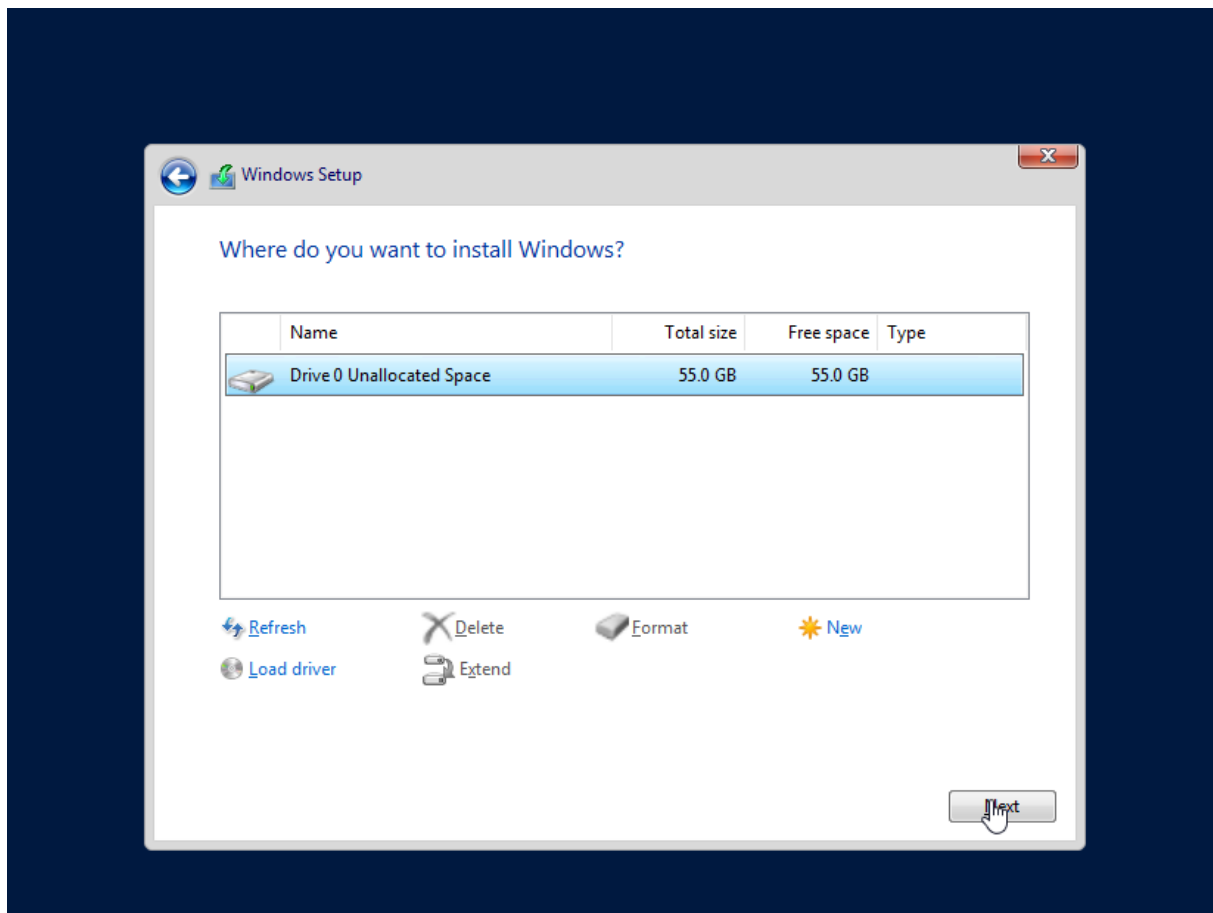 Windows Setup
Where do you want to install Windows?
Name Total size Free space Type
Drive 0 Unallocated Space 55.0 GB 55.0 GB
Refresh Delete Format New
Load driver Extend
Next